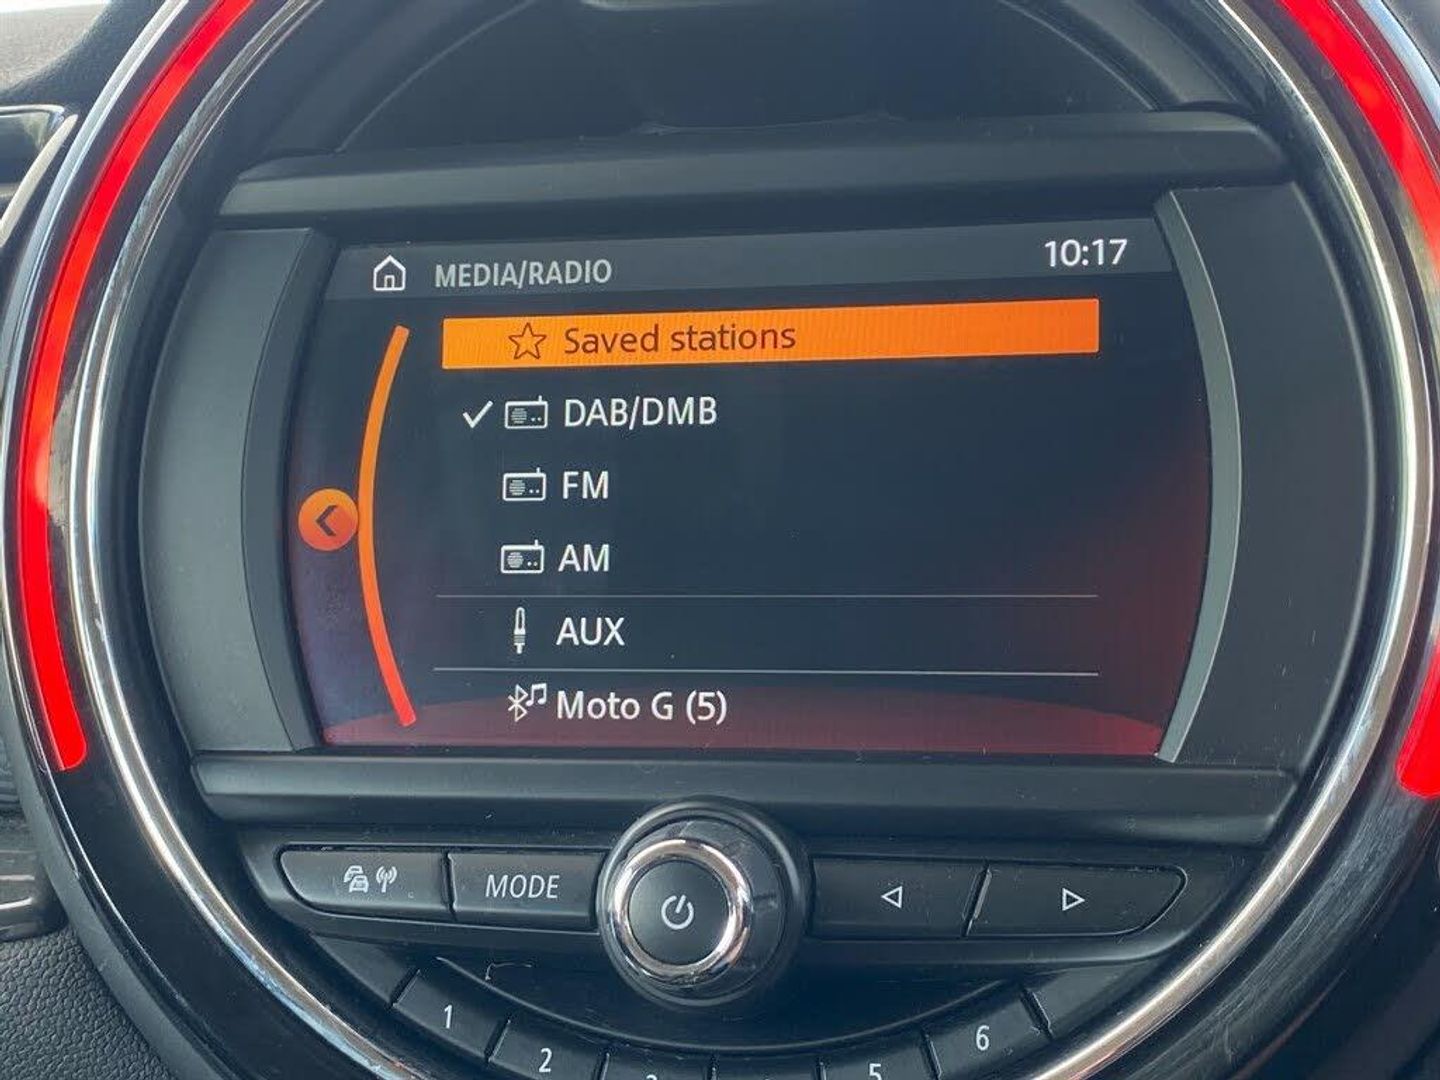 MEDIA/RADIO 10:17
Saved stations
DAB/DMB
FM
AM
AUX
Moto G (5)
MODE
1
2
5
6